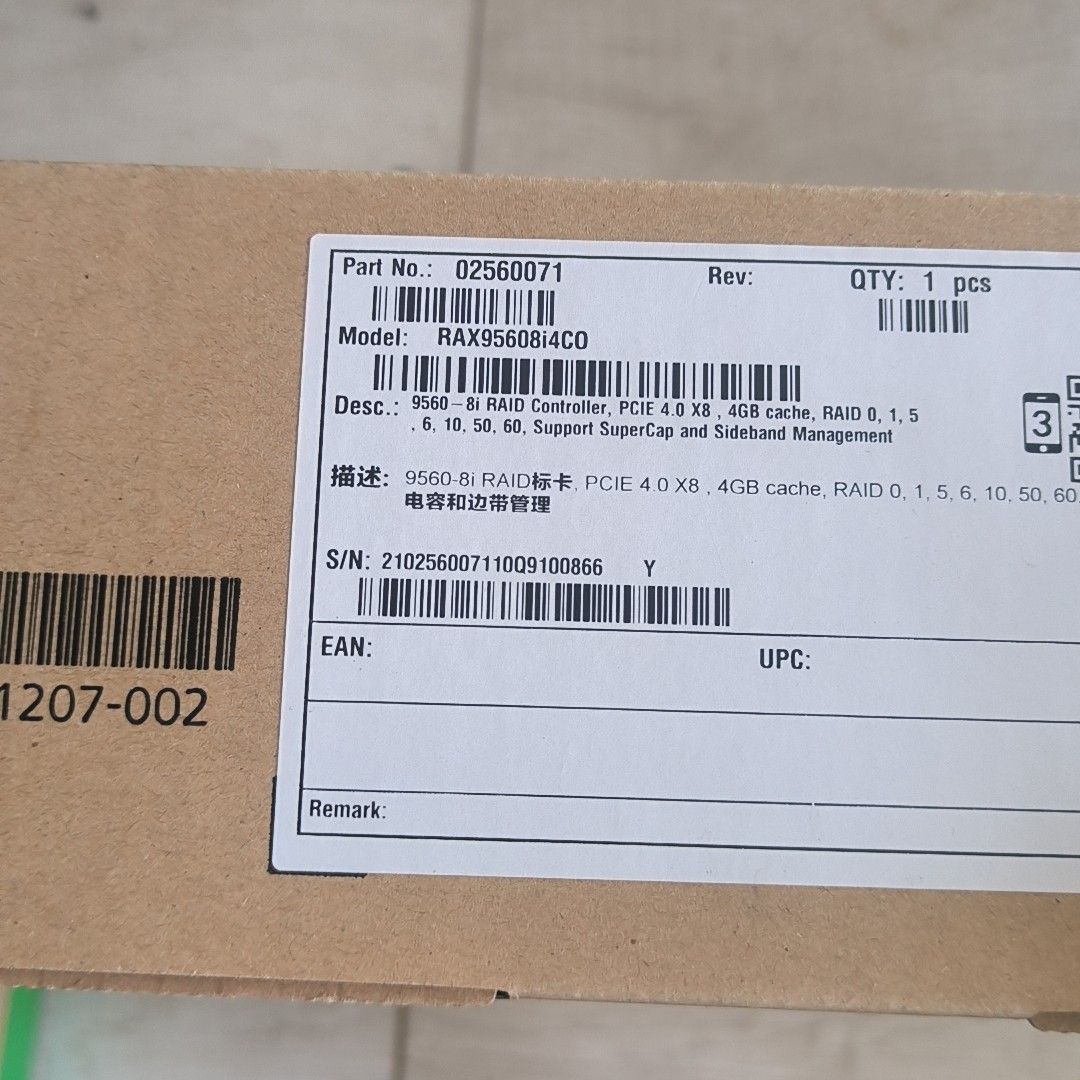 Part No.: 02560071 Rev: QTY: 1 pcs
Model: RAX95608i4CO
Desc.: 9560-8i RAID Controller, PCIE 4.0 X8 , 4GB cache, RAID 0, 1, 5
, 6, 10, 50, 60, Support SuperCap and Sideband Management
3
描述: 9560-8i RAID标卡, PCIE 4.0 X8 , 4GB cache, RAID 0, 1, 5, 6, 10, 50, 60,
电容和边带管理
S/N: 210256007110Q9100866 Y
EAN: UPC:
1207-002
Remark: